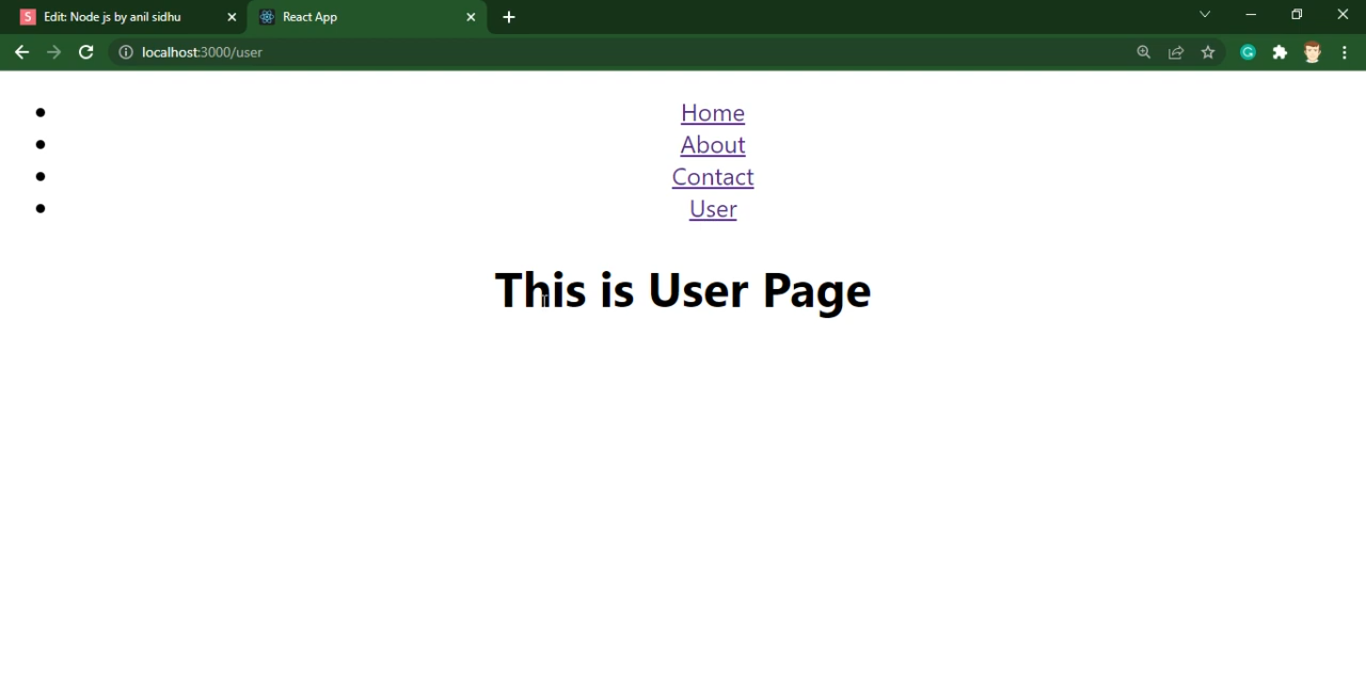 Edit: Node js by anil sidhu
React App
localhost:3000/user
Home
About
Contact
User
This is User Page